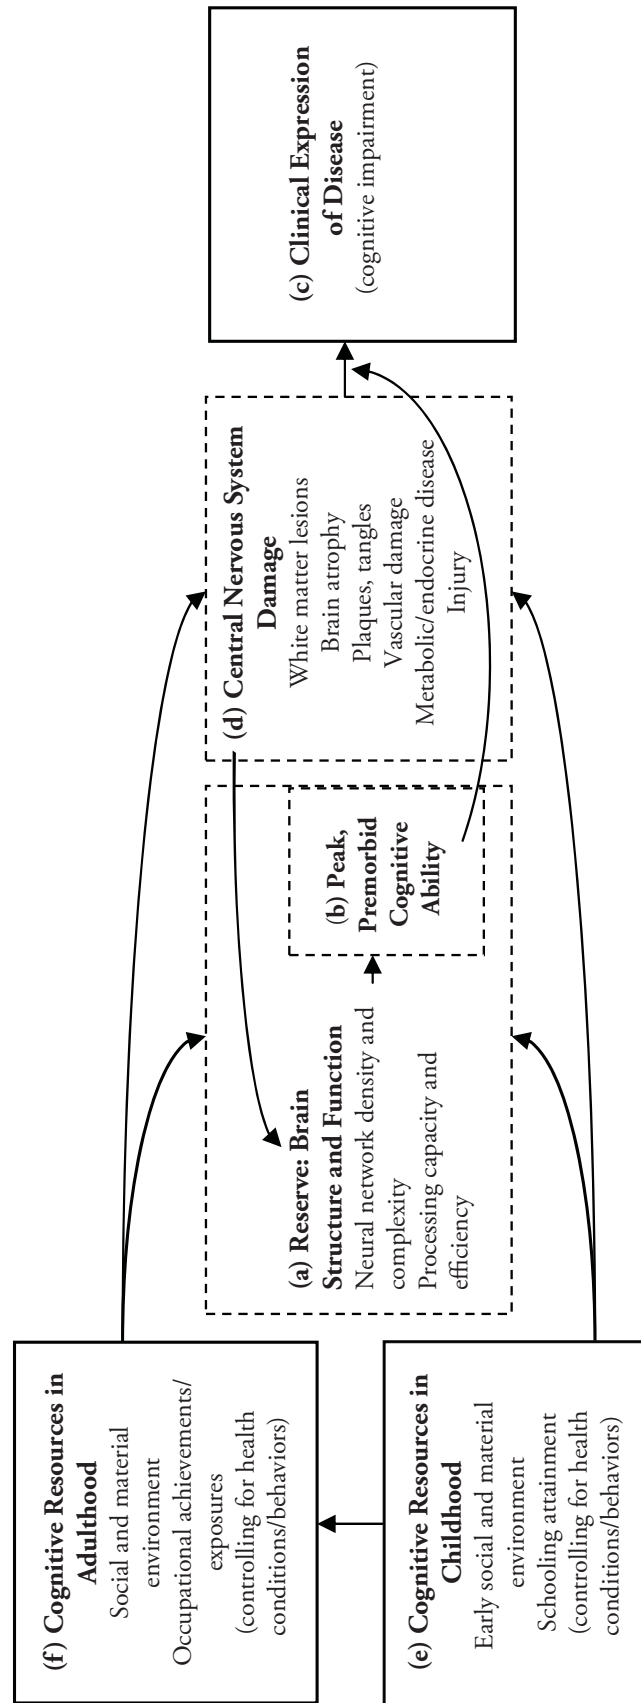 (f) Cognitive Resources in
Adulthood
Social and material
environment
Occupational achievements/
exposures
(controlling for health
conditions/behaviors)
(e) Cognitive Resources in
Childhood
Early social and material
environment
Schooling attainment
(controlling for health
conditions/behaviors)
(a) Reserve: Brain
Structure and Function
Neural network density and
complexity
Processing capacity and
efficiency
(b) Peak,
Premorbid
Cognitive
Ability
(d) Central Nervous System
Damage
White matter lesions
Brain atrophy
Plaques, tangles
Vascular damage
Metabolic/endocrine disease
Injury
(c) Clinical Expression
of Disease
(cognitive impairment)